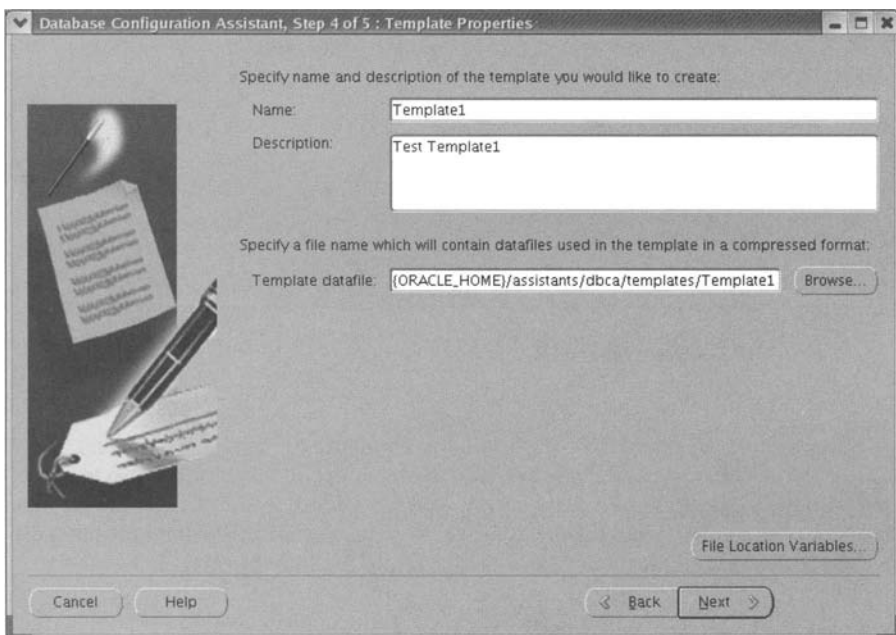 Database Configuration Assistant, Step 4 of 5 : Template Properties
Specify name and description of the template you would like to create:
Name: Template1
Description: Test Template1
Specify a file name which will contain datafiles used in the template in a compressed format:
Template datafile: {ORACLE_HOME}/assistants/dbca/templates/Template1 Browse...
File Location Variables...
Cancel Help Back Next